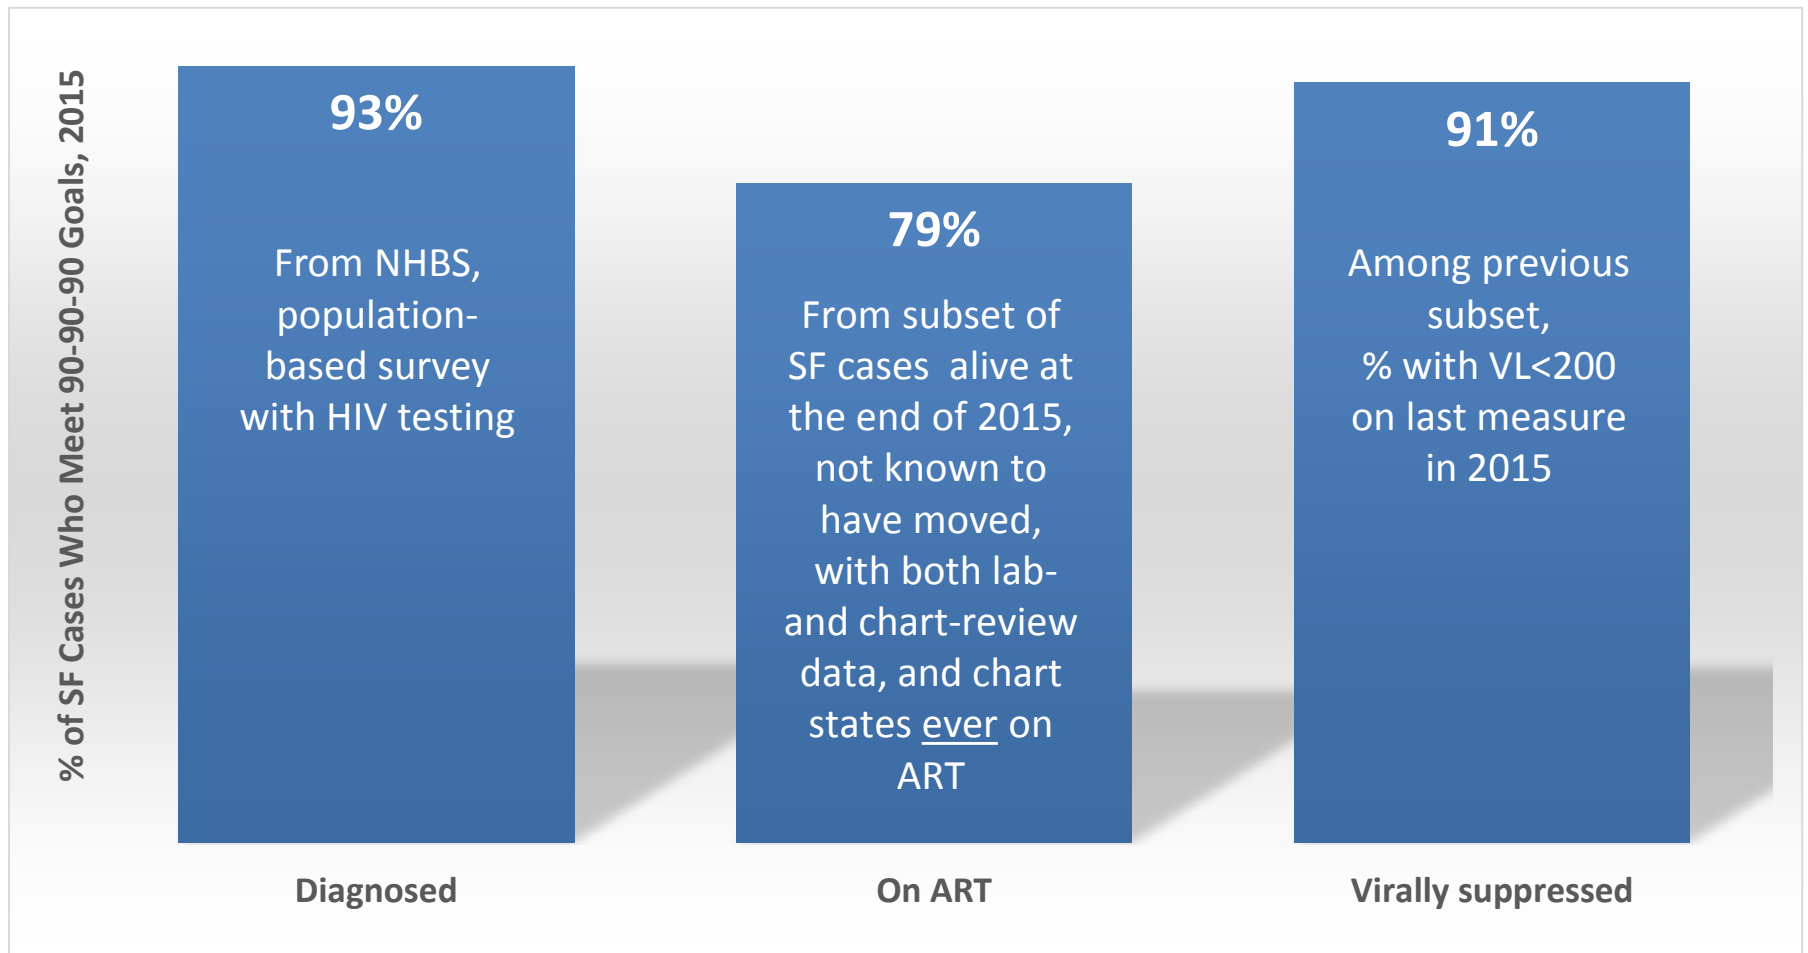 % of SF Cases Who Meet 90-90-90 Goals, 2015
93%
From NHBS,
population-
based survey
with HIV testing
79%
From subset of
SF cases alive at
the end of 2015,
not known to
have moved,
with both lab-
and chart-review
data, and chart
states ever on
ART
91%
Among previous
subset,
% with VL<200
on last measure
in 2015
Diagnosed
On ART
Virally suppressed